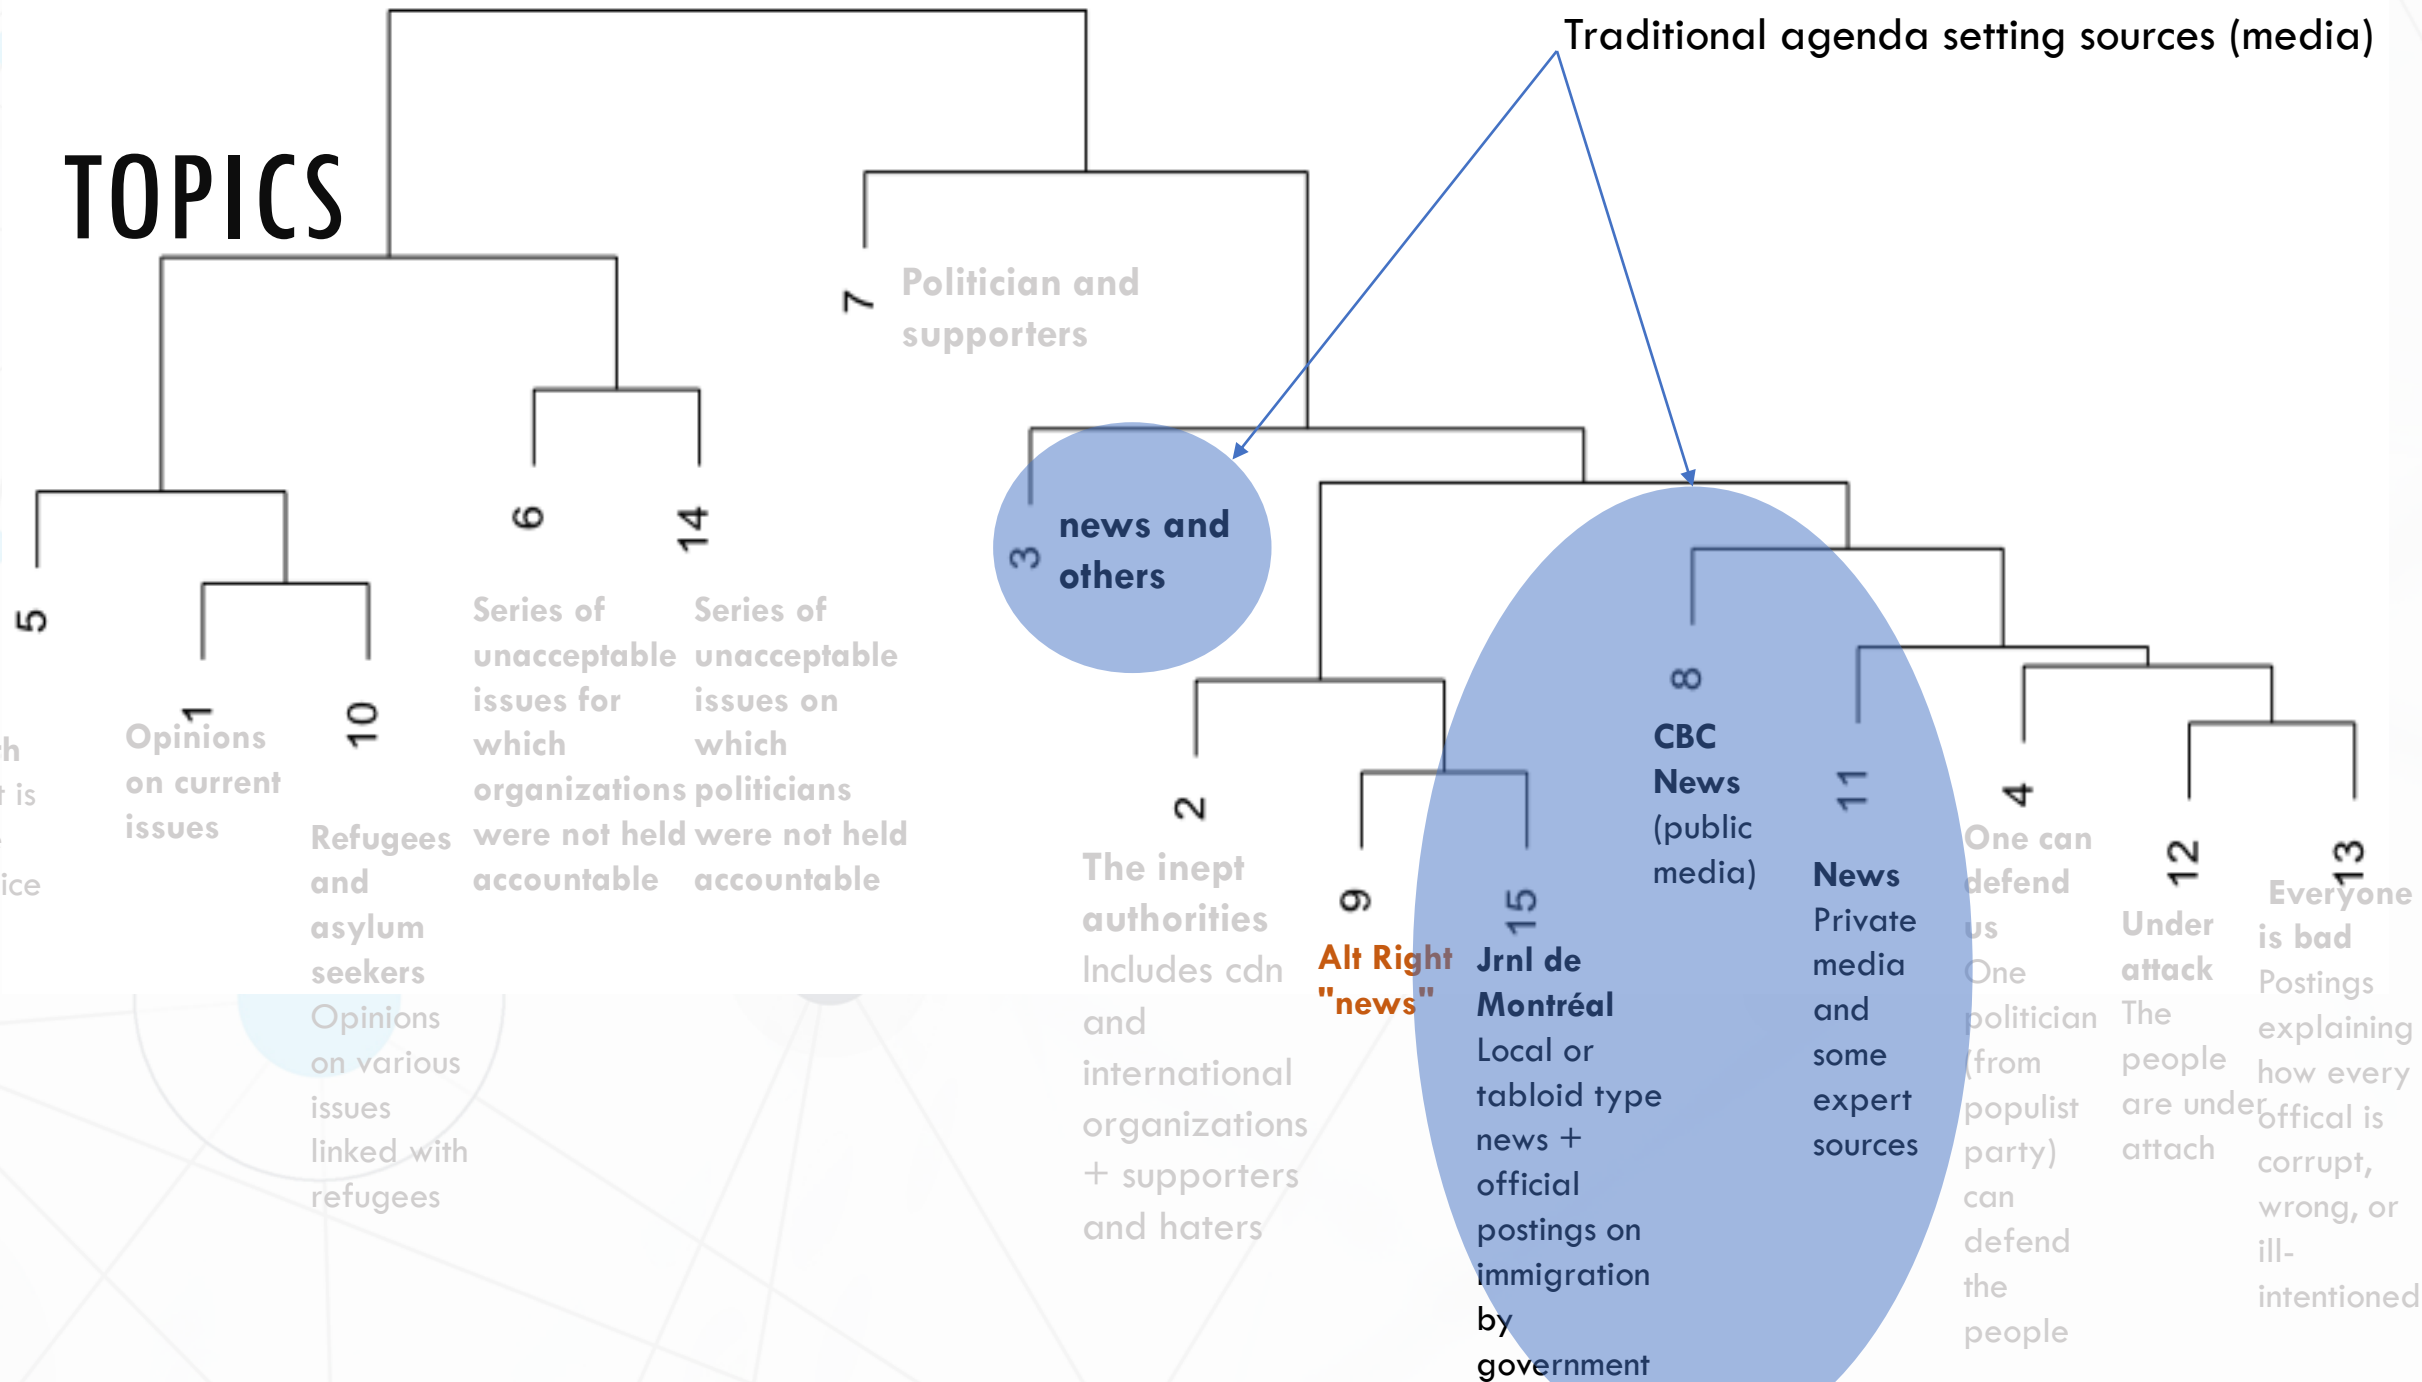 Traditional agenda setting sources (media)
TOPICS
7
Politician and
supporters
3
news and
others
5
1
Opinions
on current
issues
10
Refugees
and
asylum
seekers
Opinions
on various
issues
linked with
refugees
6
Series of
unacceptable
issues for
which
organizations
were not held
accountable
14
Series of
unacceptable
issues on
which
politicians
were not held
accountable
2
The inept
authorities
Includes cdn
and
international
organizations
+ supporters
and haters
9
Alt Right
"news"
15
Jrnl de
Montréal
Local or
tabloid type
news +
official
postings on
immigration
by
government
8
CBC
News
(public
media)
11
News
Private
media
and
some
expert
sources
4
One can
defend
us
One
politician
(from
populist
party)
can
defend
the
people
12
Under
attack
The
people
are under
attach
13
Everyone
is bad
Postings
explaining
how every
offical is
corrupt,
wrong, or
ill-
intentioned
is
ice